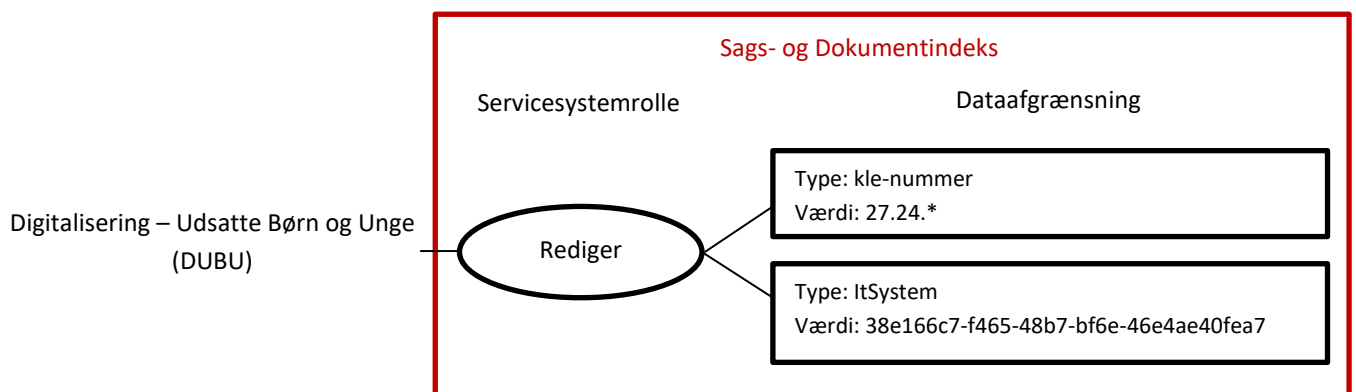 Sags- og Dokumentindeks
Servicesystemrolle
Dataafgrænsning
Digitalisering – Udsatte Børn og Unge
(DUBU)
Rediger
Type: kle-nummer
Værdi: 27.24.*
Type: ItSystem
Værdi: 38e166c7-f465-48b7-bf6e-46e4ae40fea7